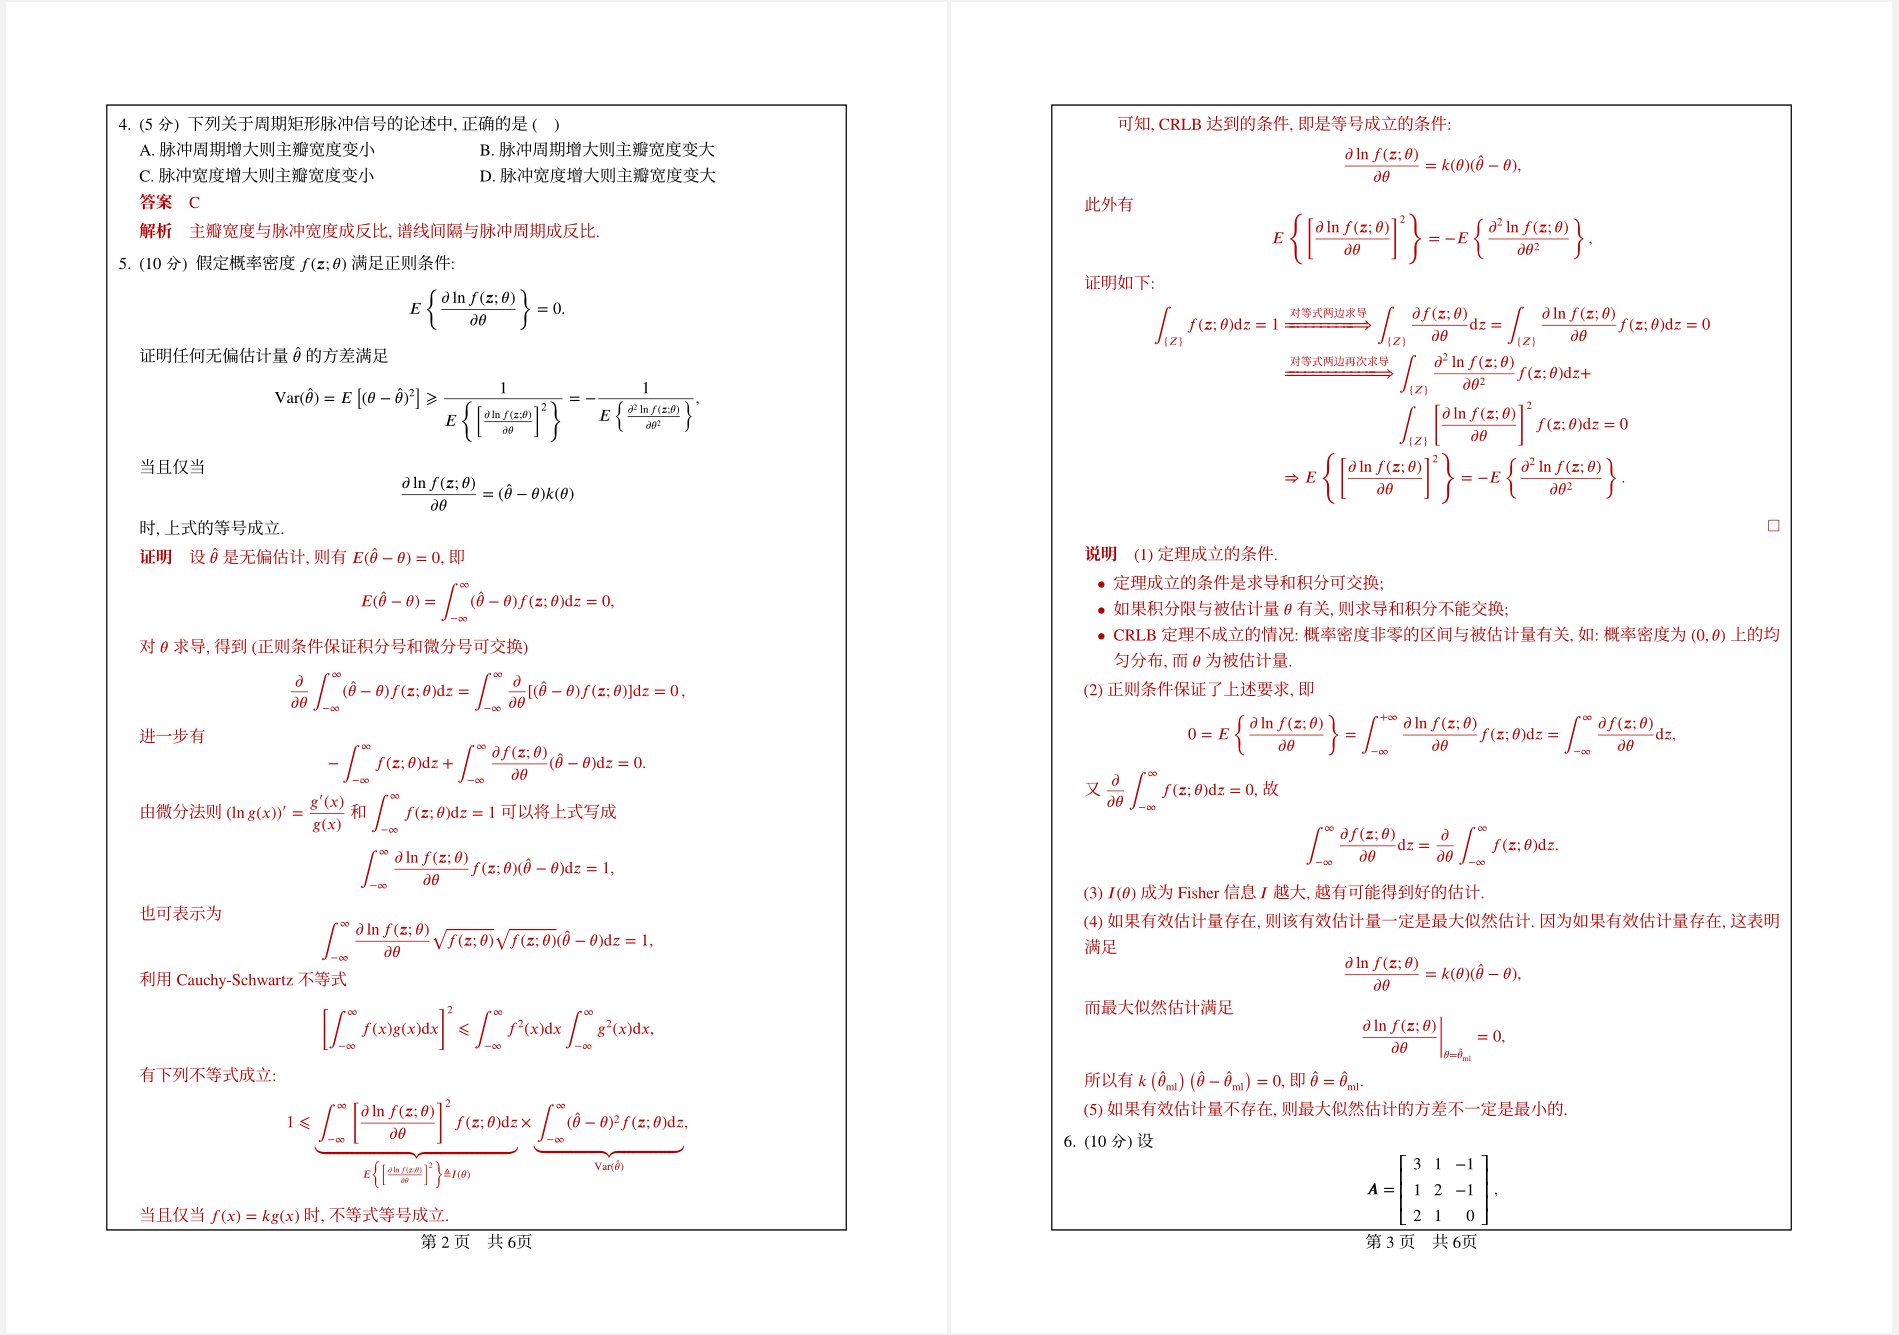 4. (5 分) 下列关于周期矩形脉冲信号的论述中, 正确的是 (　)
A. 脉冲周期增大则主瓣宽度变小　B. 脉冲周期增大则主瓣宽度变大
C. 脉冲宽度增大则主瓣宽度变小　D. 脉冲宽度增大则主瓣宽度变大
答案　C
解析　主瓣宽度与脉冲宽度成反比, 谱线间隔与脉冲周期成反比.
5. (10 分) 假定概率密度 $f(\boldsymbol{z};\theta)$ 满足正则条件:
$E\left\{\frac{\partial \ln f(\boldsymbol{z};\theta)}{\partial\theta}\right\}=0.$
证明任何无偏估计量 $\hat{\theta}$ 的方差满足
$\mathrm{Var}(\hat{\theta})=E\left[(\theta-\hat{\theta})^2\right]\geqslant\frac{1}{E\left\{\left[\frac{\partial \ln f(\boldsymbol{z};\theta)}{\partial\theta}\right]^2\right\}}=-\frac{1}{E\left\{\frac{\partial^2 \ln f(\boldsymbol{z};\theta)}{\partial\theta^2}\right\}},$
当且仅当
$\frac{\partial \ln f(\boldsymbol{z};\theta)}{\partial\theta}=(\hat{\theta}-\theta)k(\theta)$
时, 上式的等号成立.
证明　设 $\hat{\theta}$ 是无偏估计, 则有 $E(\hat{\theta}-\theta)=0$, 即
$E(\hat{\theta}-\theta)=\int_{-\infty}^{\infty}(\hat{\theta}-\theta)f(\boldsymbol{z};\theta)\mathrm{d}z=0,$
对 $\theta$ 求导, 得到 (正则条件保证积分号和微分号可交换)
$\frac{\partial}{\partial\theta}\int_{-\infty}^{\infty}(\hat{\theta}-\theta)f(\boldsymbol{z};\theta)\mathrm{d}z=\int_{-\infty}^{\infty}\frac{\partial}{\partial\theta}[(\hat{\theta}-\theta)f(\boldsymbol{z};\theta)]\mathrm{d}z=0,$
进一步有
$-\int_{-\infty}^{\infty}f(\boldsymbol{z};\theta)\mathrm{d}z+\int_{-\infty}^{\infty}\frac{\partial f(\boldsymbol{z};\theta)}{\partial\theta}(\hat{\theta}-\theta)\mathrm{d}z=0.$
由微分法则 $(\ln g(x))'=\frac{g'(x)}{g(x)}$ 和 $\int_{-\infty}^{\infty}f(\boldsymbol{z};\theta)\mathrm{d}z=1$ 可以将上式写成
$\int_{-\infty}^{\infty}\frac{\partial \ln f(\boldsymbol{z};\theta)}{\partial\theta}f(\boldsymbol{z};\theta)(\hat{\theta}-\theta)\mathrm{d}z=1,$
也可表示为
$\int_{-\infty}^{\infty}\frac{\partial \ln f(\boldsymbol{z};\theta)}{\partial\theta}\sqrt{f(\boldsymbol{z};\theta)}\sqrt{f(\boldsymbol{z};\theta)}(\hat{\theta}-\theta)\mathrm{d}z=1,$
利用 Cauchy-Schwartz 不等式
$\left[\int_{-\infty}^{\infty}f(x)g(x)\mathrm{d}x\right]^2\leqslant\int_{-\infty}^{\infty}f^2(x)\mathrm{d}x\int_{-\infty}^{\infty}g^2(x)\mathrm{d}x,$
有下列不等式成立:
$1\leqslant\underbrace{\int_{-\infty}^{\infty}\left[\frac{\partial \ln f(\boldsymbol{z};\theta)}{\partial\theta}\right]^2f(\boldsymbol{z};\theta)\mathrm{d}z}_{E\left\{\left[\frac{\partial \ln f(\boldsymbol{z};\theta)}{\partial\theta}\right]^2\right\}\triangleq I(\theta)}\times\underbrace{\int_{-\infty}^{\infty}(\hat{\theta}-\theta)^2f(\boldsymbol{z};\theta)\mathrm{d}z}_{\mathrm{Var}(\hat{\theta})},$
当且仅当 $f(x)=kg(x)$ 时, 不等式等号成立.
第 2 页　共 6页
可知, CRLB 达到的条件, 即是等号成立的条件:
$\frac{\partial \ln f(\boldsymbol{z};\theta)}{\partial\theta}=k(\theta)(\hat{\theta}-\theta),$
此外有
$E\left\{\left[\frac{\partial \ln f(\boldsymbol{z};\theta)}{\partial\theta}\right]^2\right\}=-E\left\{\frac{\partial^2 \ln f(\boldsymbol{z};\theta)}{\partial\theta^2}\right\},$
证明如下:
$\int_{\{Z\}}f(\boldsymbol{z};\theta)\mathrm{d}z=1\xRightarrow{\text{对等式两边求导}}\int_{\{Z\}}\frac{\partial f(\boldsymbol{z};\theta)}{\partial\theta}\mathrm{d}z=\int_{\{Z\}}\frac{\partial \ln f(\boldsymbol{z};\theta)}{\partial\theta}f(\boldsymbol{z};\theta)\mathrm{d}z=0$
$\xRightarrow{\text{对等式两边再次求导}}\int_{\{Z\}}\frac{\partial^2 \ln f(\boldsymbol{z};\theta)}{\partial\theta^2}f(\boldsymbol{z};\theta)\mathrm{d}z+$
$\int_{\{Z\}}\left[\frac{\partial \ln f(\boldsymbol{z};\theta)}{\partial\theta}\right]^2f(\boldsymbol{z};\theta)\mathrm{d}z=0$
$\Rightarrow E\left\{\left[\frac{\partial \ln f(\boldsymbol{z};\theta)}{\partial\theta}\right]^2\right\}=-E\left\{\frac{\partial^2 \ln f(\boldsymbol{z};\theta)}{\partial\theta^2}\right\}.$
□
说明　(1) 定理成立的条件.
• 定理成立的条件是求导和积分可交换;
• 如果积分限与被估计量 $\theta$ 有关, 则求导和积分不能交换;
• CRLB 定理不成立的情况: 概率密度非零的区间与被估计量有关, 如: 概率密度为 $(0,\theta)$ 上的均
匀分布, 而 $\theta$ 为被估计量.
(2) 正则条件保证了上述要求, 即
$0=E\left\{\frac{\partial \ln f(\boldsymbol{z};\theta)}{\partial\theta}\right\}=\int_{-\infty}^{+\infty}\frac{\partial \ln f(\boldsymbol{z};\theta)}{\partial\theta}f(\boldsymbol{z};\theta)\mathrm{d}z=\int_{-\infty}^{\infty}\frac{\partial f(\boldsymbol{z};\theta)}{\partial\theta}\mathrm{d}z,$
又 $\frac{\partial}{\partial\theta}\int_{-\infty}^{\infty}f(\boldsymbol{z};\theta)\mathrm{d}z=0$, 故
$\int_{-\infty}^{\infty}\frac{\partial f(\boldsymbol{z};\theta)}{\partial\theta}\mathrm{d}z=\frac{\partial}{\partial\theta}\int_{-\infty}^{\infty}f(\boldsymbol{z};\theta)\mathrm{d}z.$
(3) $I(\theta)$ 成为 Fisher 信息 $I$ 越大, 越有可能得到好的估计.
(4) 如果有效估计量存在, 则该有效估计量一定是最大似然估计. 因为如果有效估计量存在, 这表明
满足
$\frac{\partial \ln f(\boldsymbol{z};\theta)}{\partial\theta}=k(\theta)(\hat{\theta}-\theta),$
而最大似然估计满足
$\left.\frac{\partial \ln f(\boldsymbol{z};\theta)}{\partial\theta}\right|_{\theta=\hat{\theta}_{\mathrm{ml}}}=0,$
所以有 $k\left(\hat{\theta}_{\mathrm{ml}}\right)\left(\hat{\theta}-\hat{\theta}_{\mathrm{ml}}\right)=0$, 即 $\hat{\theta}=\hat{\theta}_{\mathrm{ml}}$.
(5) 如果有效估计量不存在, 则最大似然估计的方差不一定是最小的.
6. (10 分) 设
$\boldsymbol{A}=\begin{bmatrix}3&1&-1\\1&2&-1\\2&1&0\end{bmatrix},$
第 3 页　共 6页